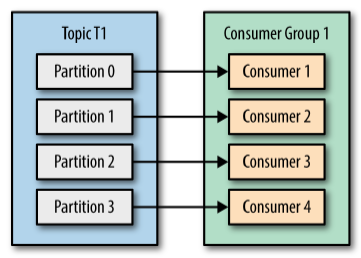 Topic T1
Partition 0
Partition 1
Partition 2
Partition 3
Consumer Group 1
Consumer 1
Consumer 2
Consumer 3
Consumer 4